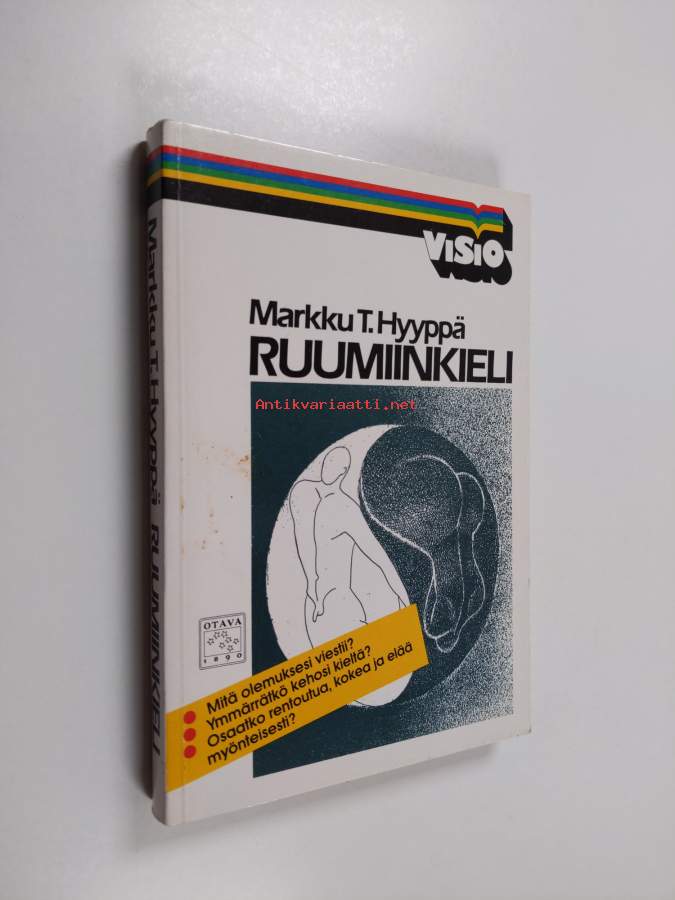 VISIO
Markku T. Hyyppä
RUUMIINKIELI
Antikvariaatti.net
OTAVA
1890
Mitä olemuksesi viestii?
Ymmärrätkö kehosi kieltä?
Osaatko rentoutua, kokea ja elää
myönteisesti?
Markku T. Hyyppä RUUMIINKIELI